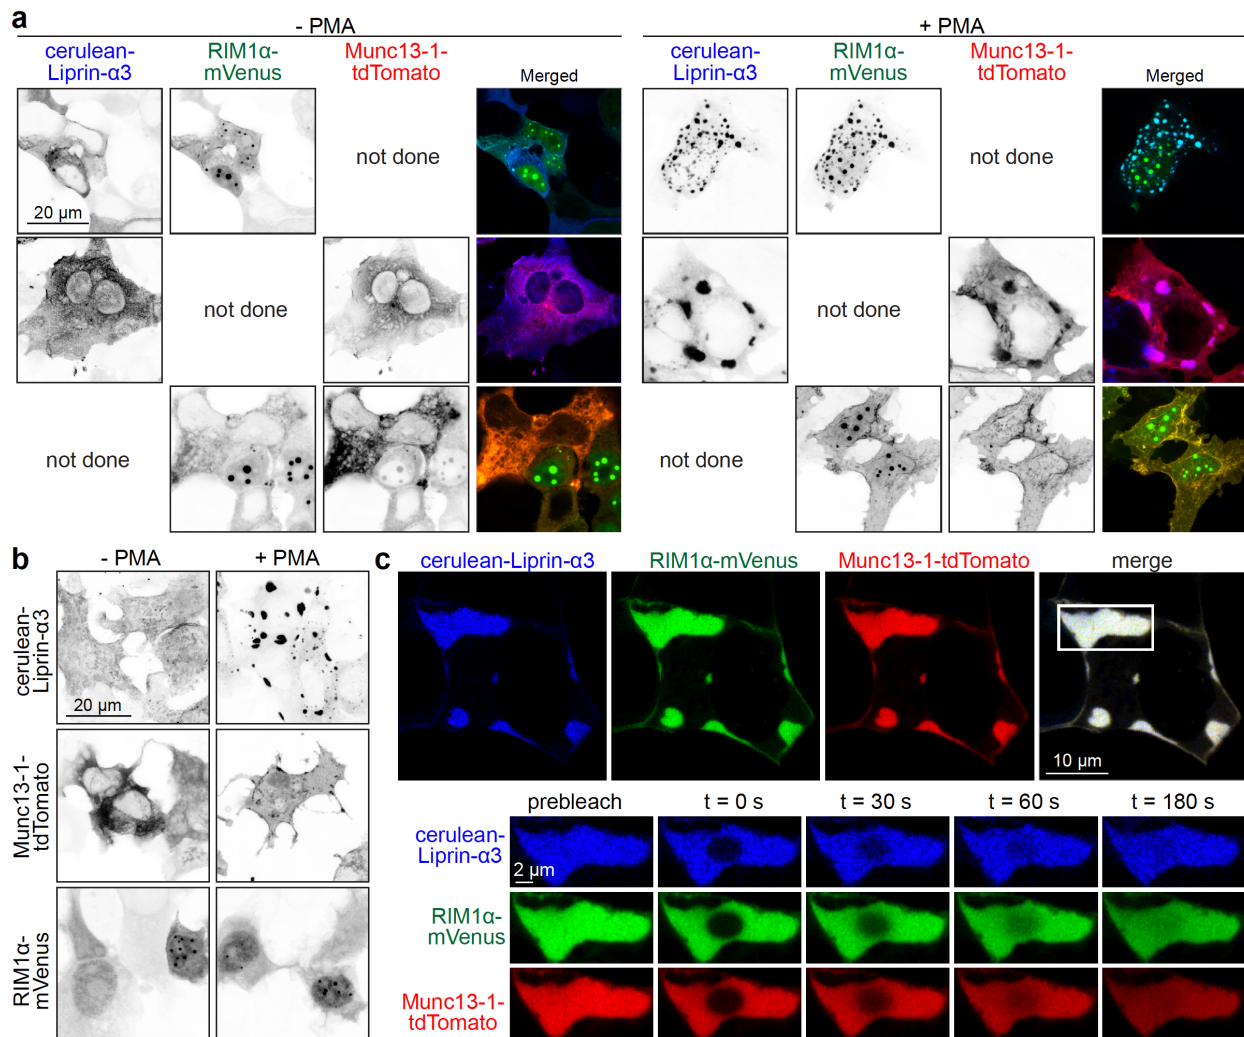 a
- PMA
+ PMA
cerulean-
Liprin-α3
RIM1α-
mVenus
Munc13-1-
tdTomato
Merged
cerulean-
Liprin-α3
RIM1α-
mVenus
Munc13-1-
tdTomato
Merged
20 µm
not done
not done
not done
not done
not done
not done
b
- PMA
+ PMA
cerulean-
Liprin-α3
20 µm
Munc13-1-
tdTomato
RIM1α-
mVenus
c
cerulean-Liprin-α3
RIM1α-mVenus
Munc13-1-tdTomato
merge
10 µm
prebleach
t = 0 s
t = 30 s
t = 60 s
t = 180 s
cerulean-
Liprin-α3
2 µm
RIM1α-
mVenus
Munc13-1-
tdTomato